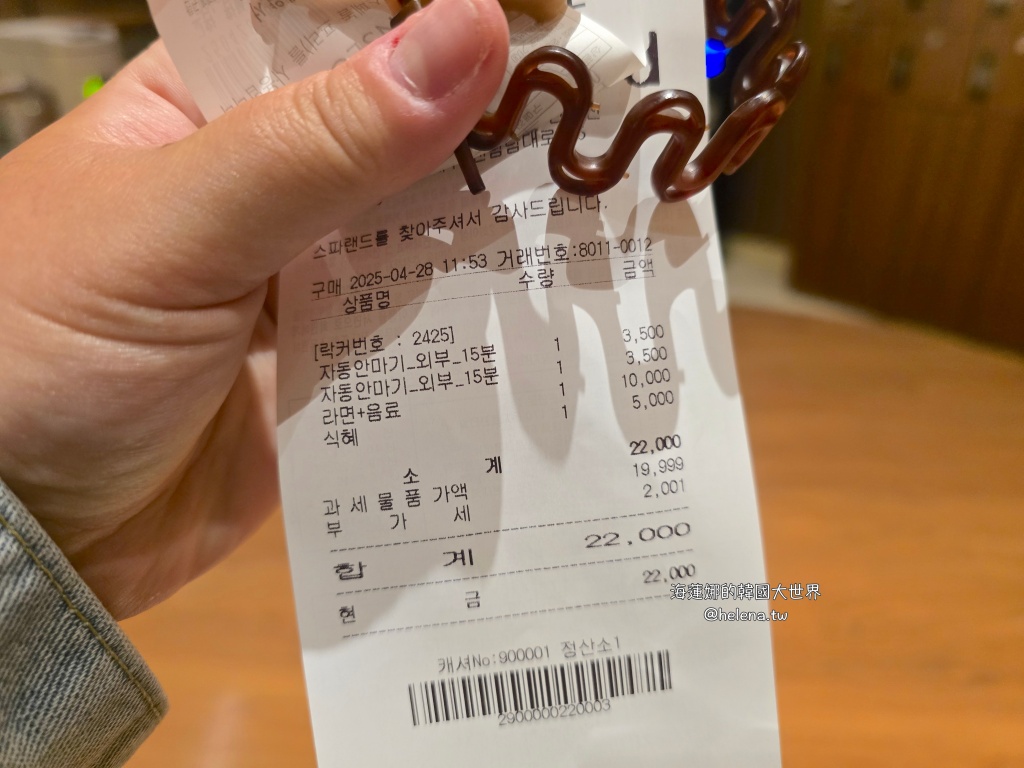 스파랜드를 찾아주셔서 감사드립니다.
구매 2025-04-28 11:53 거래번호:8011-0012
상품명 수량 금액
[락커번호 : 2425]
자동안마기_외부_15분 1 3,500
자동안마기_외부_15분 1 3,500
라면+음료 1 10,000
식혜 1 5,000
소 계 22,000
과 세 물 품 가액 19,999
부 가 세 2,001
합 계 22,000
현 금 22,000
캐셔No:900001 정산소1
2900000220003
海蓮娜的韓國大世界
@helena.tw